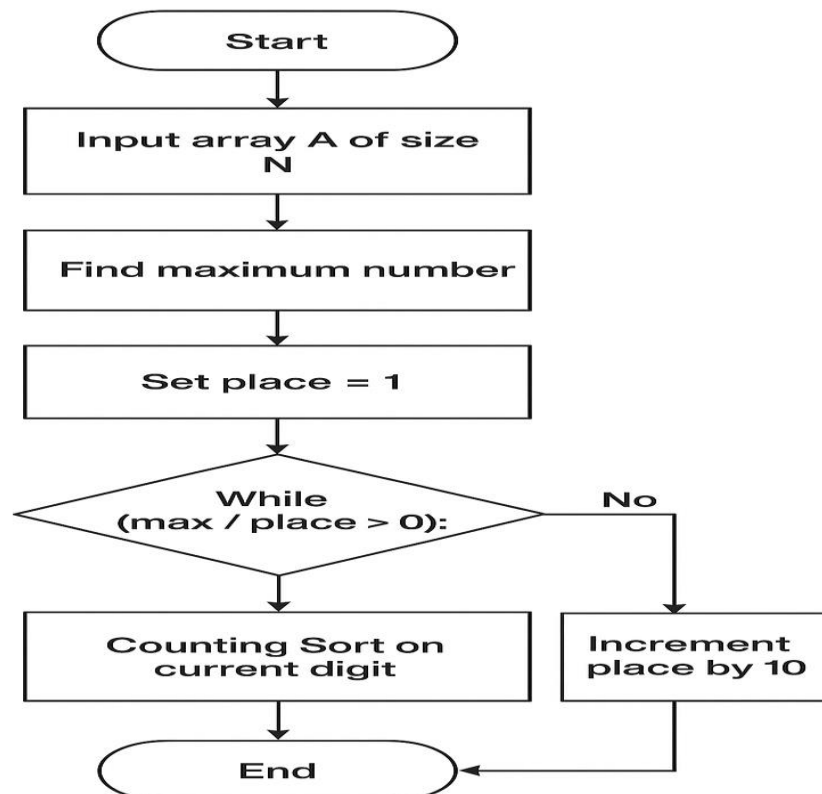 Start
Input array A of size
N
Find maximum number
Set place = 1
While
(max / place > 0):
No
Counting Sort on
current digit
Increment
place by 10
End